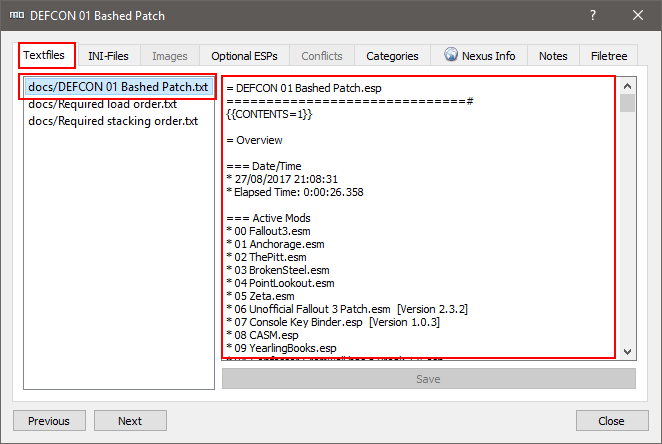 DEFCON 01 Bashed Patch
Textfiles INI-Files Images Optional ESPs Conflicts Categories Nexus Info Notes Filetree
docs/DEFCON 01 Bashed Patch.txt
docs/Required load order.txt
docs/Required stacking order.txt
= DEFCON 01 Bashed Patch.esp
==============================#
{{CONTENTS=1}}
= Overview
=== Date/Time
* 27/08/2017 21:08:31
* Elapsed Time: 0:00:26.358
=== Active Mods
* 00 Fallout3.esm
* 01 Anchorage.esm
* 02 ThePitt.esm
* 03 BrokenSteel.esm
* 04 PointLookout.esm
* 05 Zeta.esm
* 06 Unofficial Fallout 3 Patch.esm [Version 2.3.2]
* 07 Console Key Binder.esp [Version 1.0.3]
* 08 CASM.esp
* 09 YearlingBooks.esp
Save
Previous Next Close